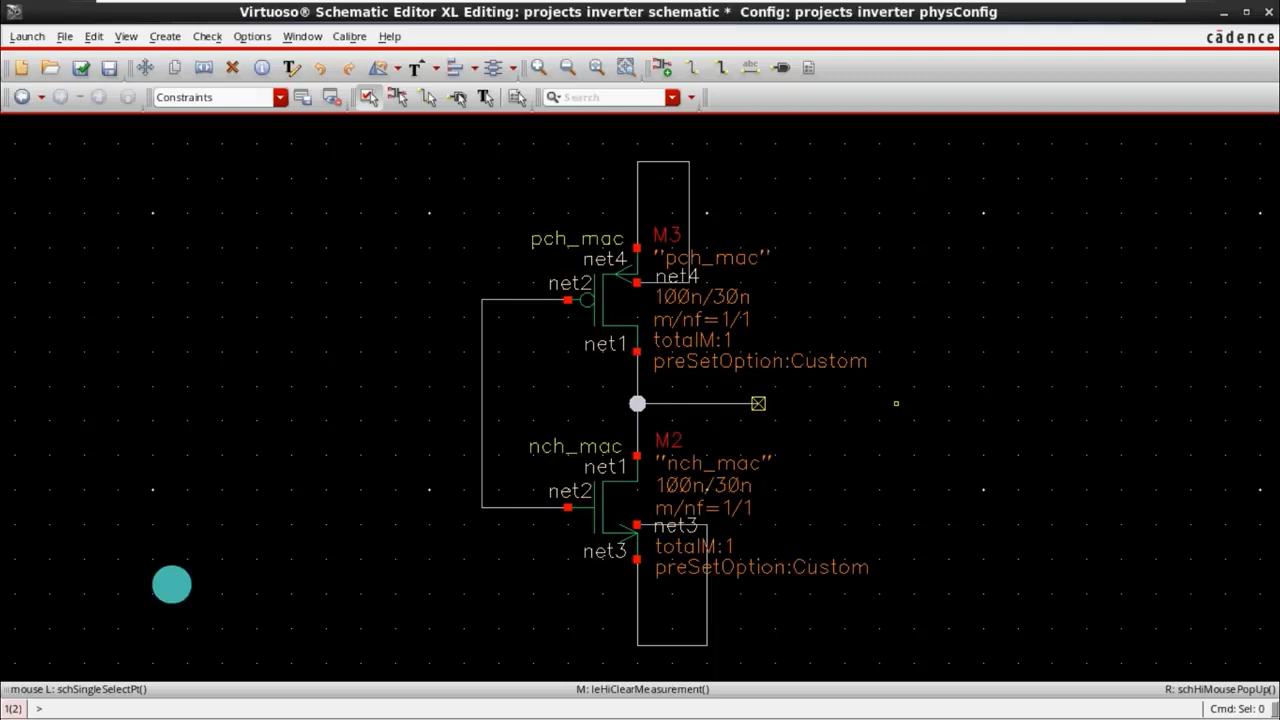 Virtuoso® Schematic Editor XL Editing: projects inverter schematic * Config: projects inverter physConfig
Launch File Edit View Create Check Options Window Calibre Help
cādence
abc
Constraints
Search
pch_mac
M3
net4
"pch_mac"
net4
net2
100n/30n
m/nf=1/1
net1
totalM:1
preSetOption:Custom
nch_mac
M2
net1
"nch_mac"
100n/30n
net2
m/nf=1/1
net3
net3
totalM:1
preSetOption:Custom
mouse L: schSingleSelectPt() M: leHiClearMeasurement() R: schHiMousePopUp()
1(2) > Cmd: Sel: 0